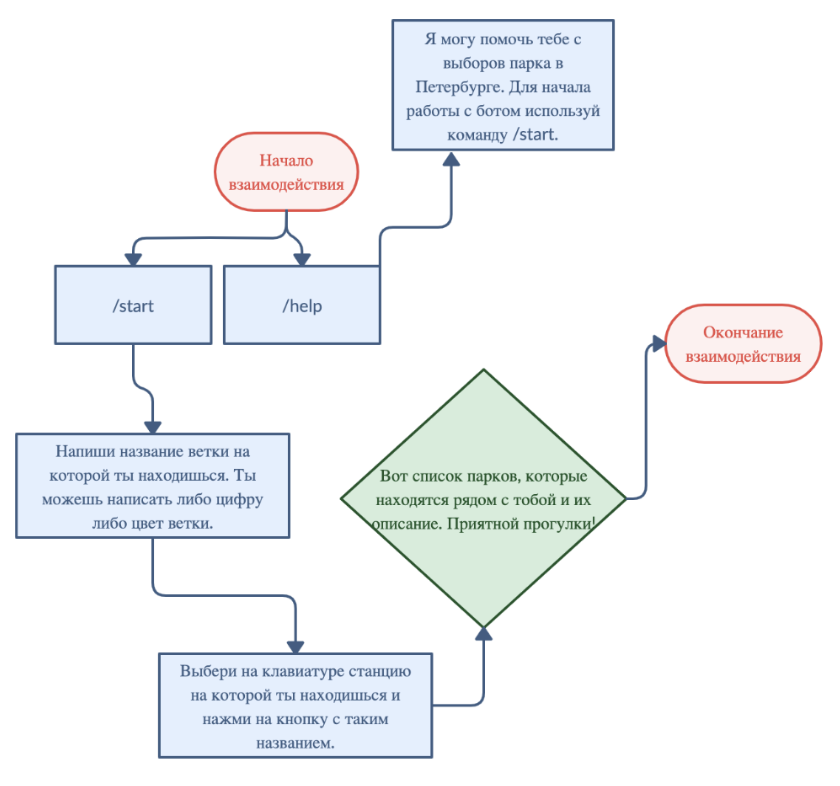 Я могу помочь тебе с
выборов парка в
Петербурге. Для начала
работы с ботом используй
команду /start.
Начало
взаимодействия
/start
/help
Окончание
взаимодействия
Напиши название ветки на
которой ты находишься. Ты
можешь написать либо цифру
либо цвет ветки.
Вот список парков, которые
находятся рядом с тобой и их
описание. Приятной прогулки!
Выбери на клавиатуре станцию
на которой ты находишься и
нажми на кнопку с таким
названием.